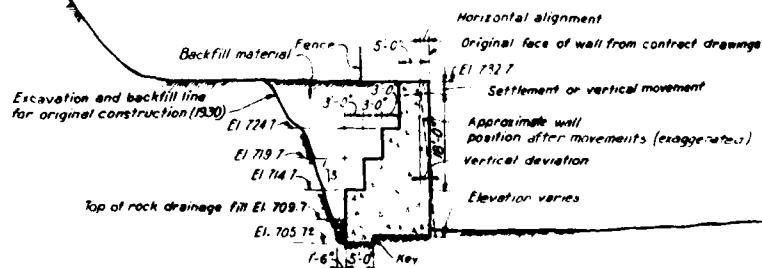 Horizontal alignment
Fence
5'-0"
Original face of wall from contract drawings
Backfill material
El. 732.7
3'-0"
Settlement or vertical movement
Excavation and backfill line
for original construction (1930)
3'-0"
3'-0"
El. 724.7
18'-0"
Approximate wall
position after movements (exaggerated)
El. 719.7
Vertical deviation
El. 714.7
Top of rock drainage fill El. 709.7
Elevation varies
El. 705.7±
1'-6"
5'-0"
Key